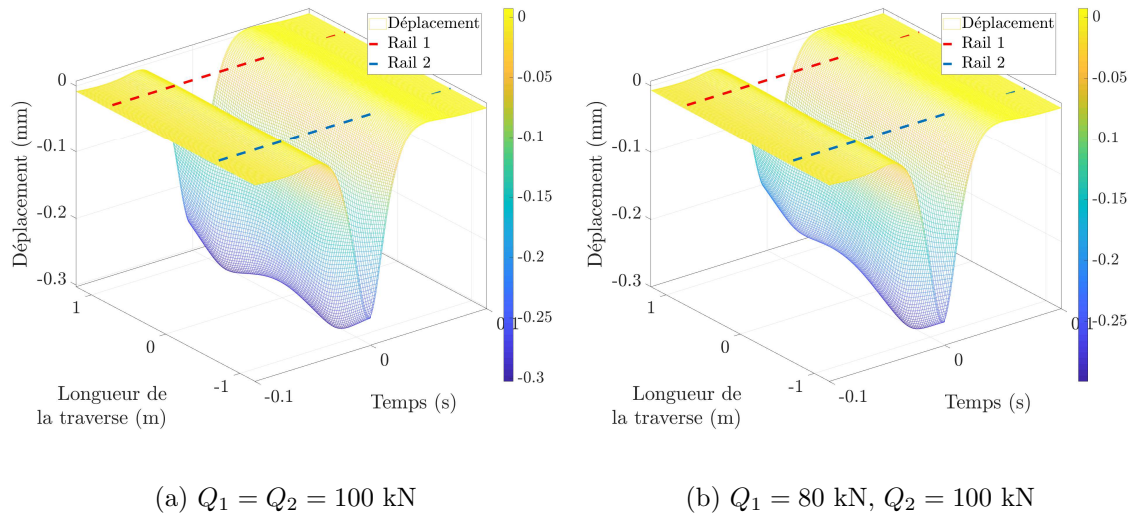 Déplacement
Rail 1
Rail 2
0
-0.1
-0.2
-0.3
Déplacement (mm)
1
0
-1
Longueur de
la traverse (m)
-0.1
0
0.1
Temps (s)
0
-0.05
-0.1
-0.15
-0.2
-0.25
-0.3
(a) Q₁ = Q₂ = 100 kN
Déplacement
Rail 1
Rail 2
0
-0.1
-0.2
-0.3
Déplacement (mm)
1
0
-1
Longueur de
la traverse (m)
-0.1
0
0.1
Temps (s)
0
-0.05
-0.1
-0.15
-0.2
-0.25
(b) Q₁ = 80 kN, Q₂ = 100 kN